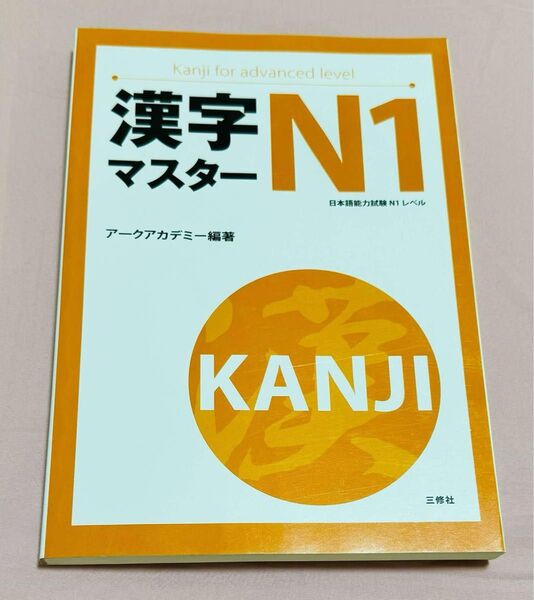 Kanji for advanced level
漢字
マスター
N1
日本語能力試験 N1 レベル
アークアカデミー編著
漢
KANJI
三修社